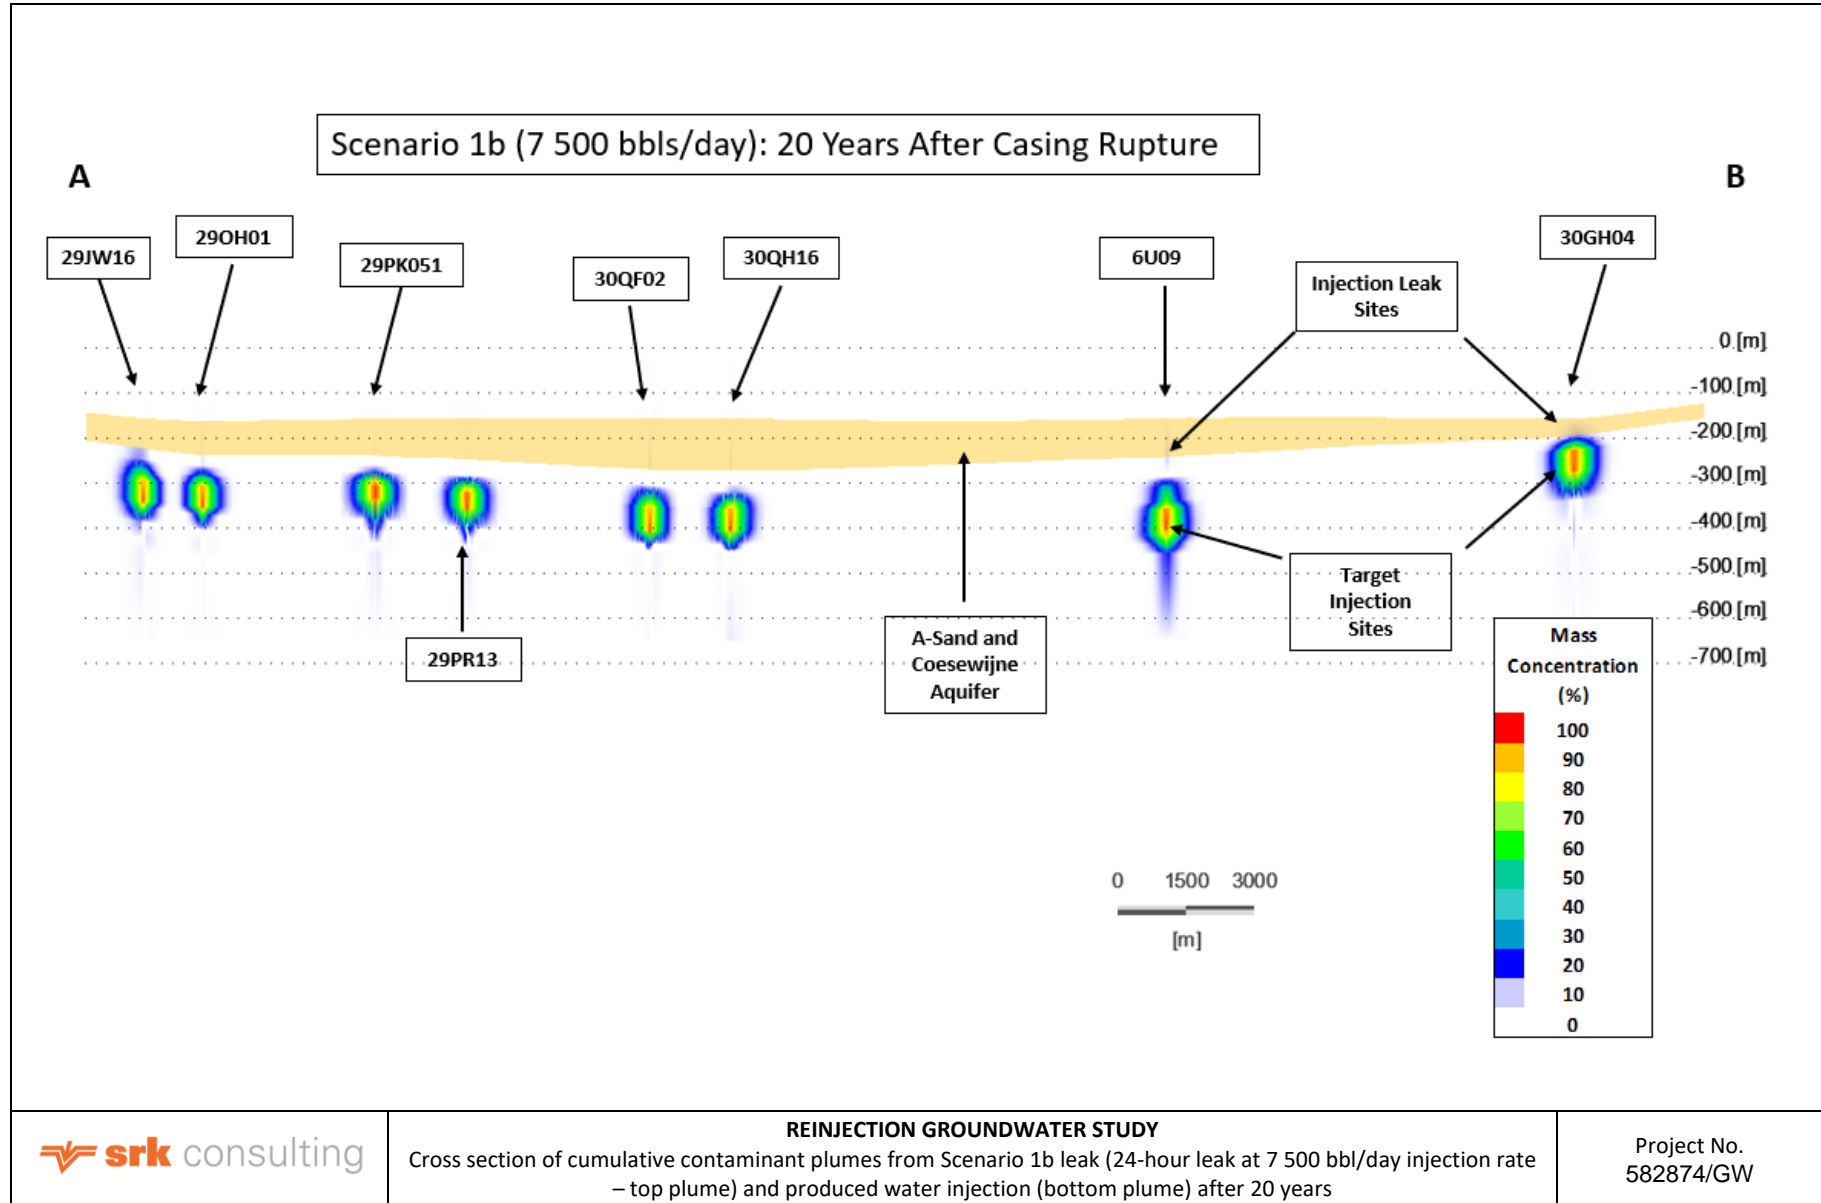 Scenario 1b (7 500 bbls/day): 20 Years After Casing Rupture
A
B
29JW16
29OH01
29PK051
30QF02
30QH16
6U09
Injection Leak
Sites
30GH04
0 [m]
-100 [m]
-200 [m]
-300 [m]
-400 [m]
-500 [m]
-600 [m]
-700 [m]
29PR13
A-Sand and
Coesewijne
Aquifer
Target
Injection
Sites
Mass
Concentration
(%)
100
90
80
70
60
50
40
30
20
10
0
0 1500 3000
[m]
srk consulting
REINJECTION GROUNDWATER STUDY
Cross section of cumulative contaminant plumes from Scenario 1b leak (24-hour leak at 7 500 bbl/day injection rate
– top plume) and produced water injection (bottom plume) after 20 years
Project No.
582874/GW